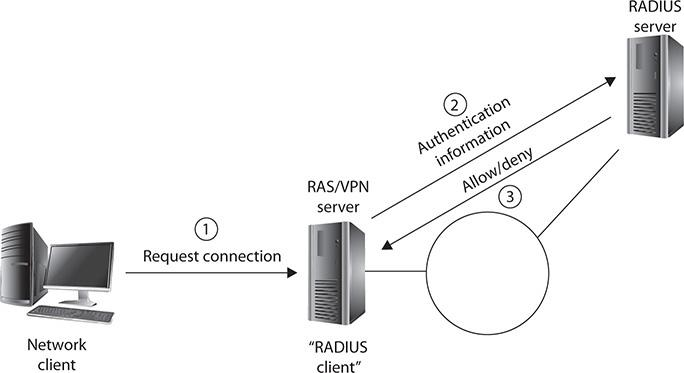 RADIUS
server
2
Authentication
information
Allow/deny
3
RAS/VPN
server
1
Request connection
Network
client
“RADIUS
client”